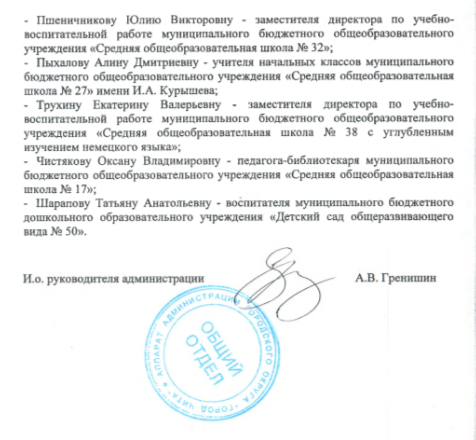 - Пшеничникову Юлию Викторовну - заместителя директора по учебно-
воспитательной работе муниципального бюджетного общеобразовательного
учреждения «Средняя общеобразовательная школа № 32»;
- Пыхалову Алину Дмитриевну - учителя начальных классов муниципального
бюджетного общеобразовательного учреждения «Средняя общеобразовательная
школа № 27» имени И.А. Курышева;
- Трухину Екатерину Валерьевну - заместителя директора по учебно-
воспитательной работе муниципального бюджетного общеобразовательного
учреждения «Средняя общеобразовательная школа № 38 с углубленным
изучением немецкого языка»;
- Чистякову Оксану Владимировну - педагога-библиотекаря муниципального
бюджетного общеобразовательного учреждения «Средняя общеобразовательная
школа № 17»;
- Шарапову Татьяну Анатольевну - воспитателя муниципального бюджетного
дошкольного образовательного учреждения «Детский сад общеразвивающего
вида № 50».
И.о. руководителя администрации А.В. Гренишин
АППАРАТ АДМИНИСТРАЦИИ ГОРОДСКОГО ОКРУГА "ГОРОД ЧИТА"
ОБЩИЙ
ОТДЕЛ